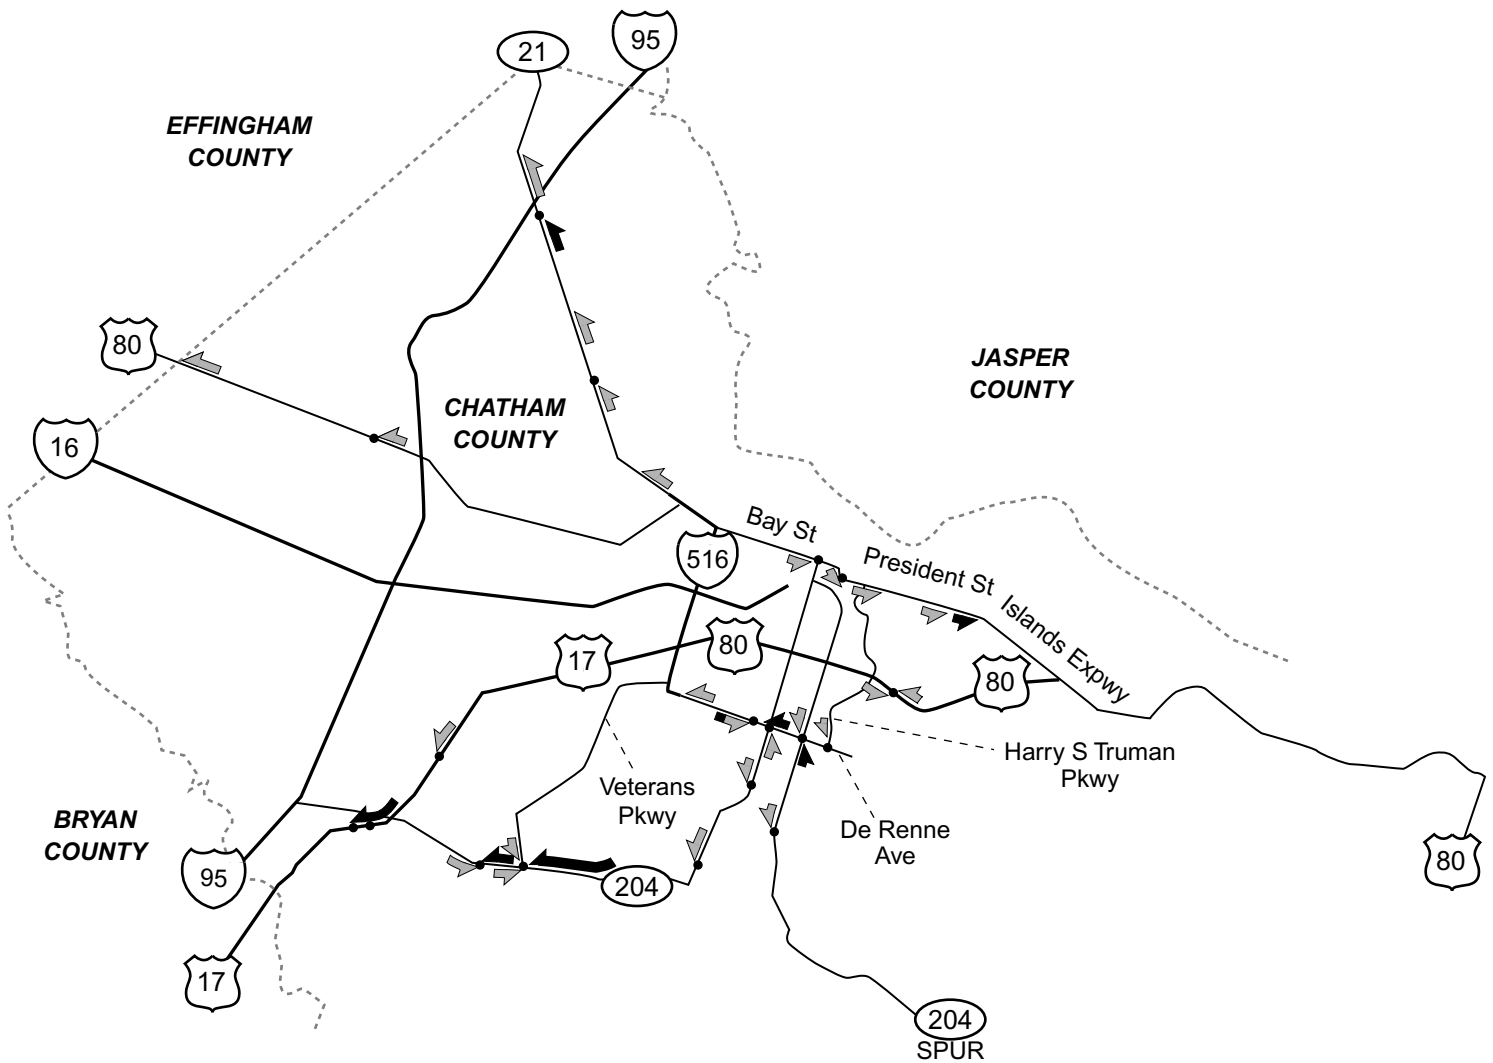 21
95
EFFINGHAM
COUNTY
80
JASPER
COUNTY
CHATHAM
COUNTY
16
Bay St
516
President St
Islands Expwy
17
80
80
Harry S Truman
Pkwy
Veterans
Pkwy
De Renne
Ave
BRYAN
COUNTY
80
95
204
17
204
SPUR